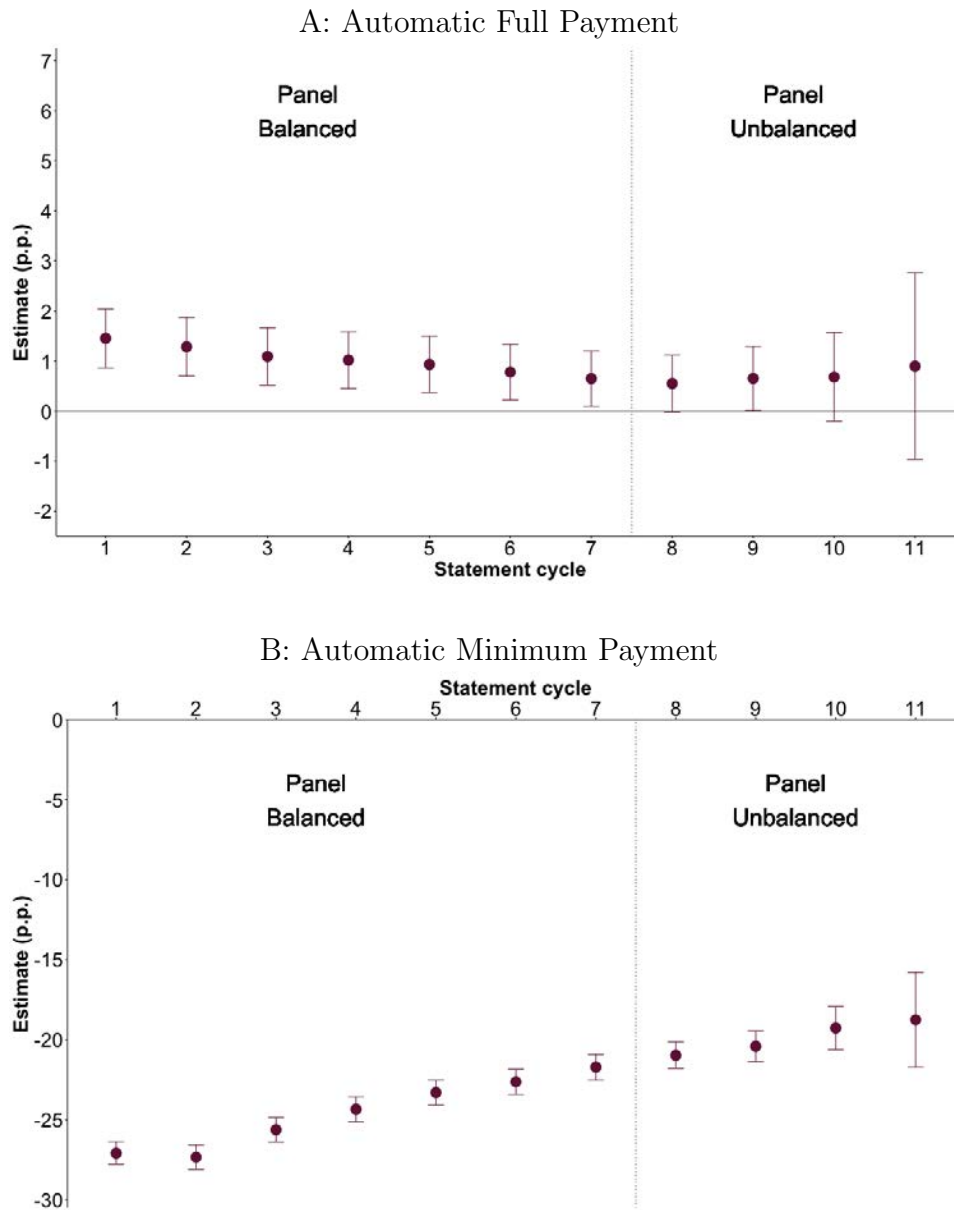 A: Automatic Full Payment
7
6
5
4
3
2
1
0
-1
-2
Estimate (p.p.)
Panel
Balanced
Panel
Unbalanced
1 2 3 4 5 6 7 8 9 10 11
Statement cycle
B: Automatic Minimum Payment
Statement cycle
1 2 3 4 5 6 7 8 9 10 11
0
-5
-10
-15
-20
-25
-30
Estimate (p.p.)
Panel
Balanced
Panel
Unbalanced